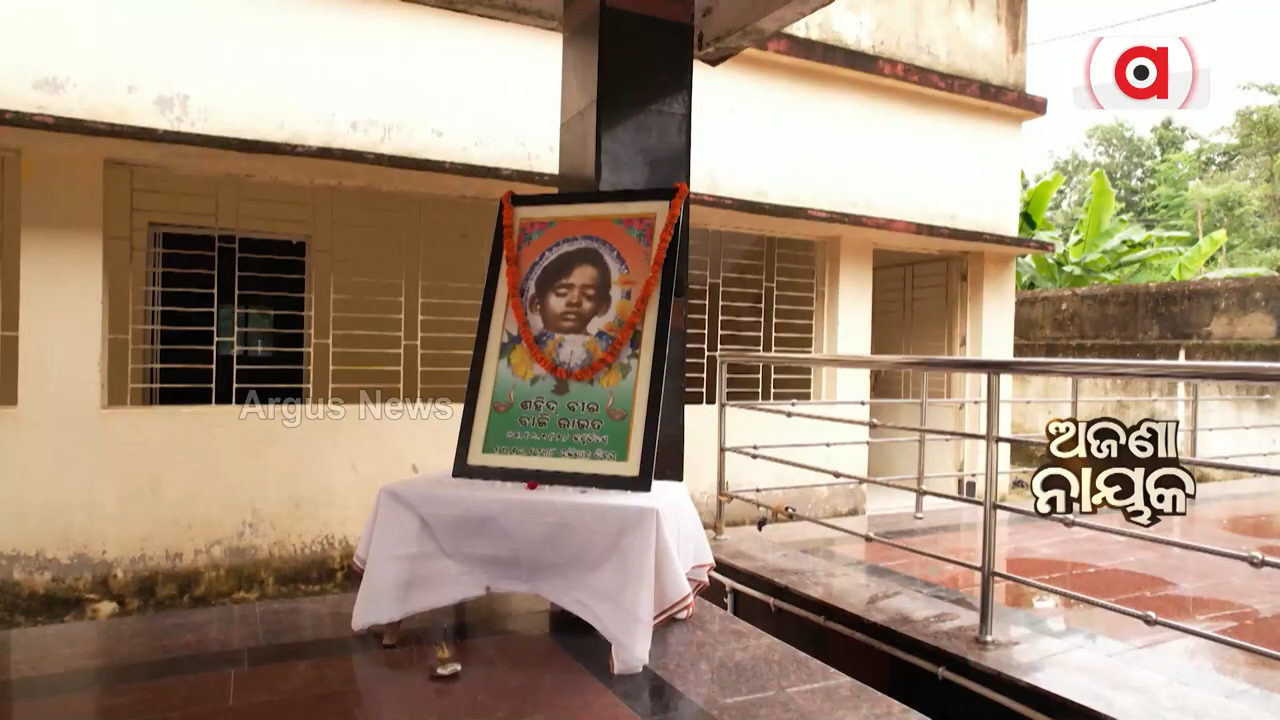 a
Argus News
ଶହିଦ ବୀର
ବାଜି ରାଉତ
ଅଜଣା
ନାୟକ